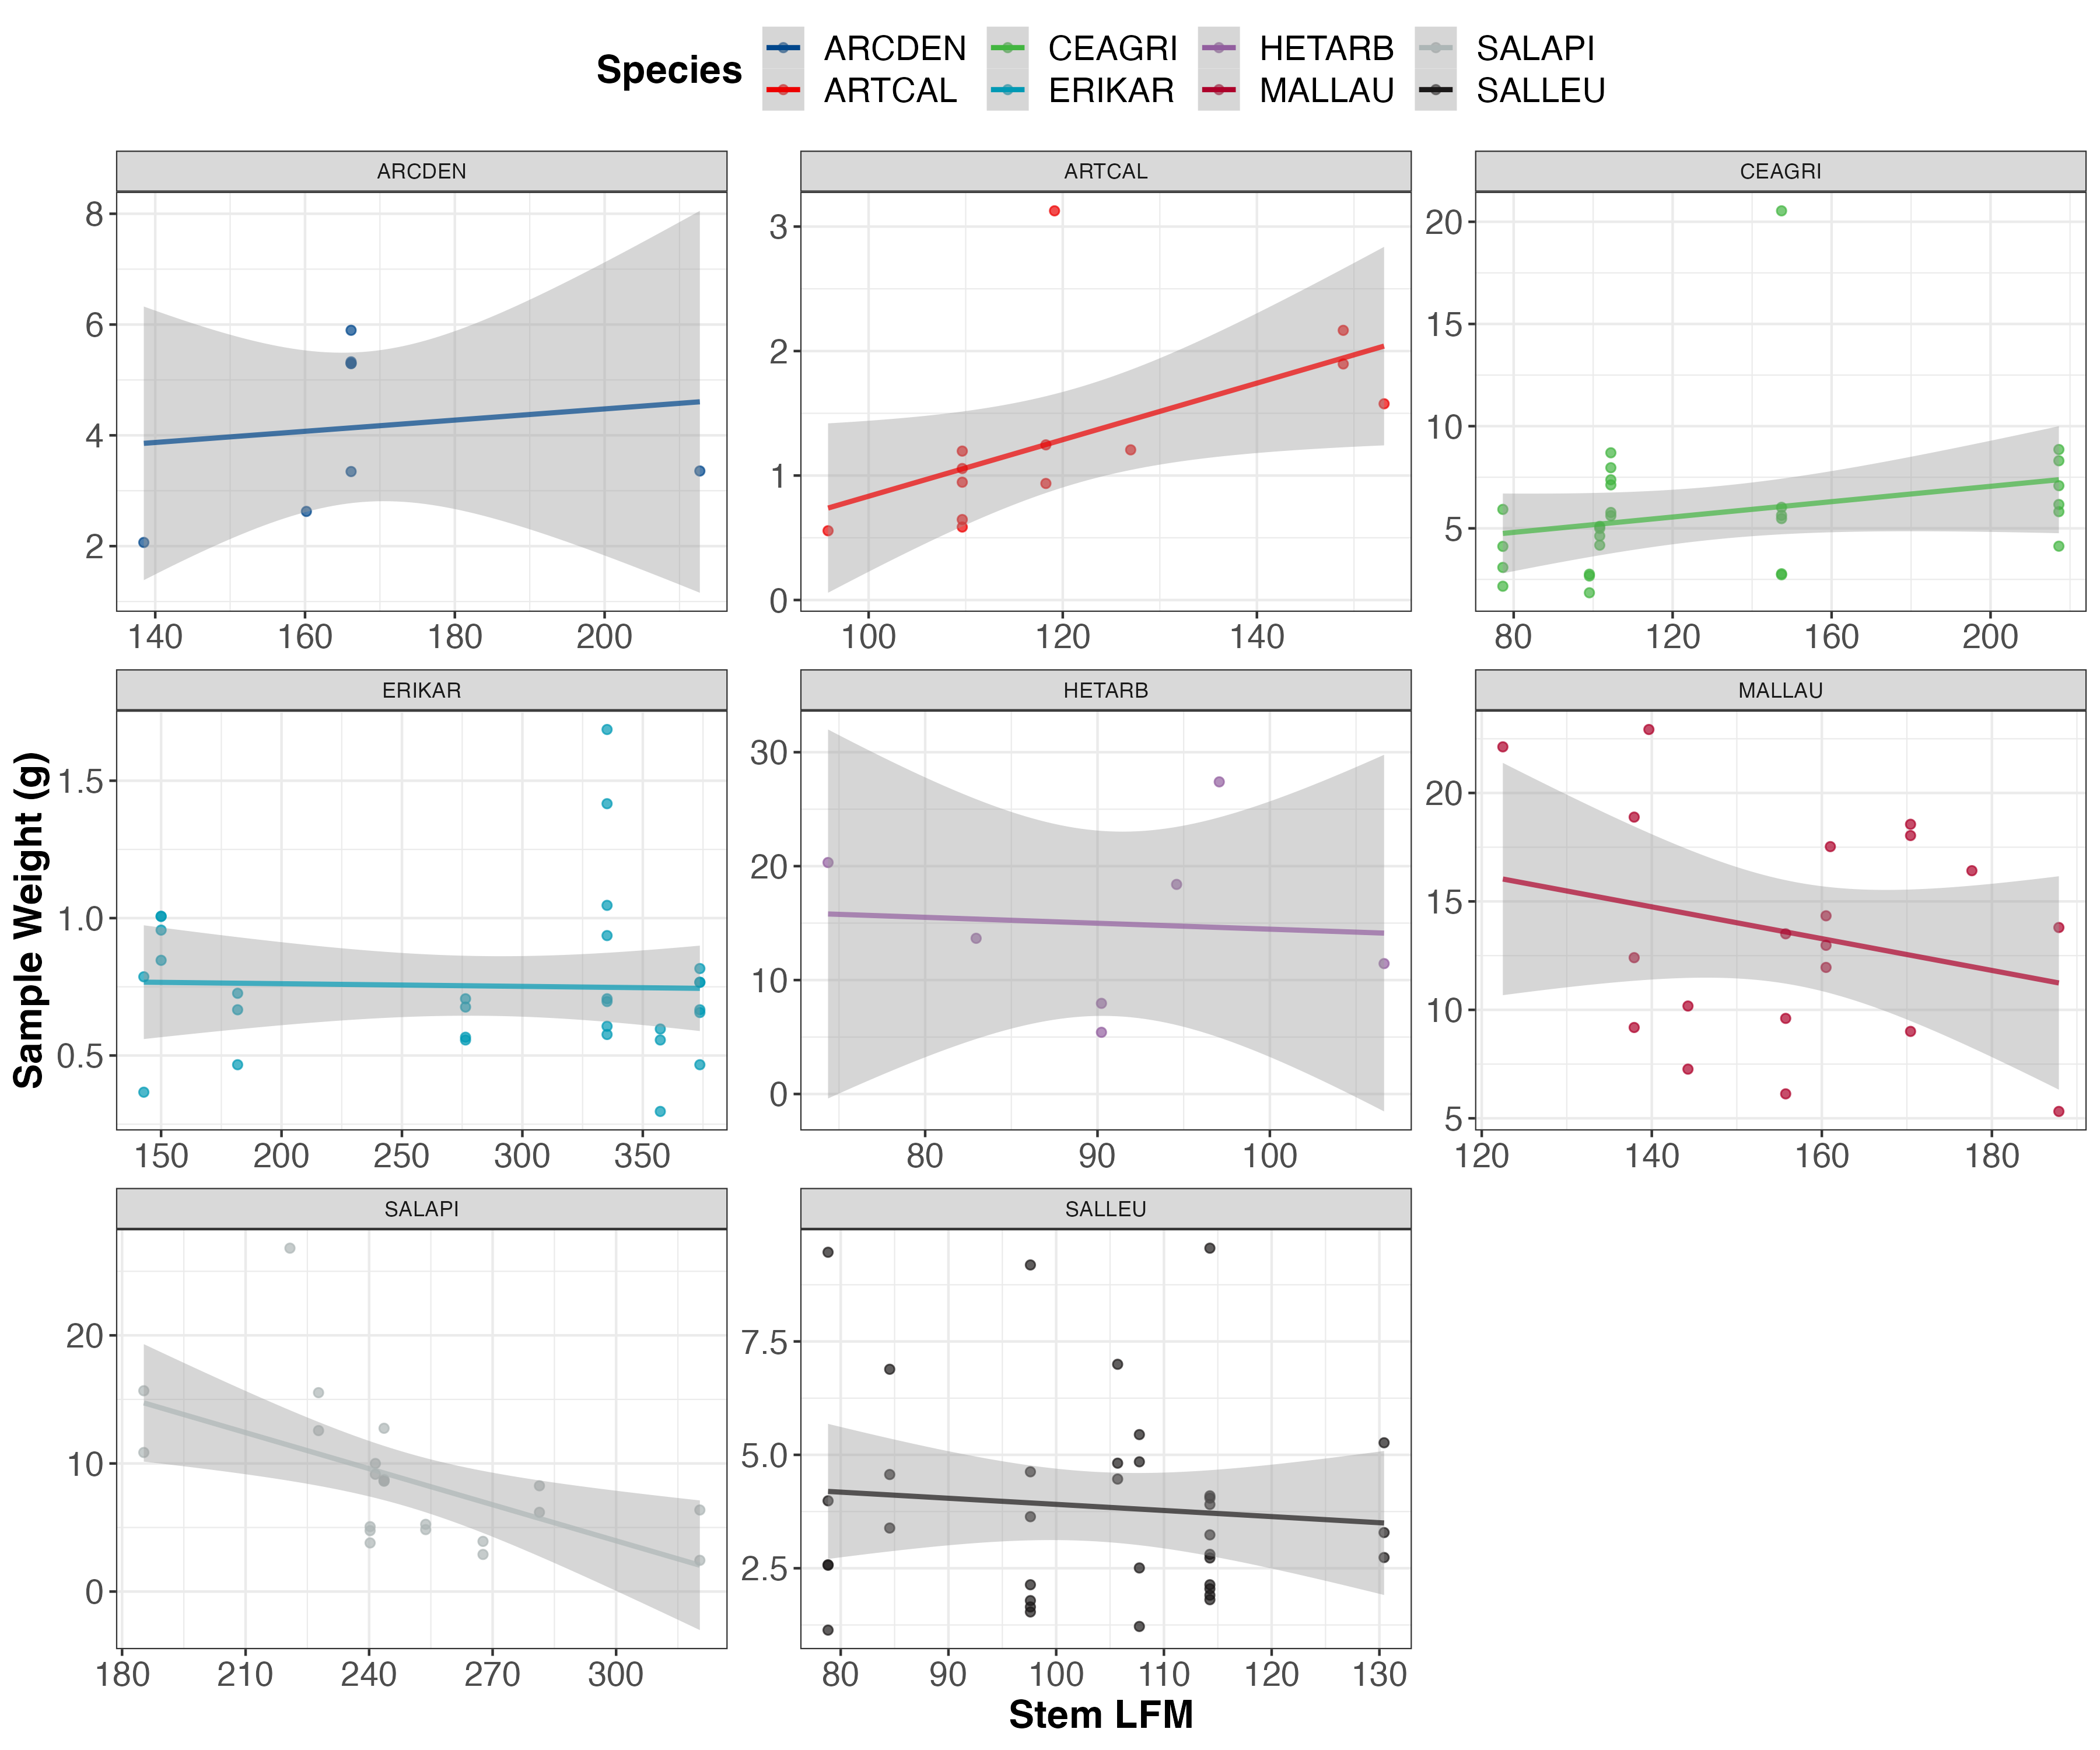 Species
ARCDEN CEAGRI HETARB SALAPI
ARTCAL ERIKAR MALLAU SALLEU
ARCDEN
8
6
4
2
140 160 180 200
ARTCAL
3
2
1
0
100 120 140
CEAGRI
20
15
10
5
80 120 160 200
Sample Weight (g)
ERIKAR
1.5
1.0
0.5
150 200 250 300 350
HETARB
30
20
10
0
80 90 100
MALLAU
20
15
10
5
120 140 160 180
SALAPI
20
10
0
180 210 240 270 300
SALLEU
7.5
5.0
2.5
80 90 100 110 120 130
Stem LFM